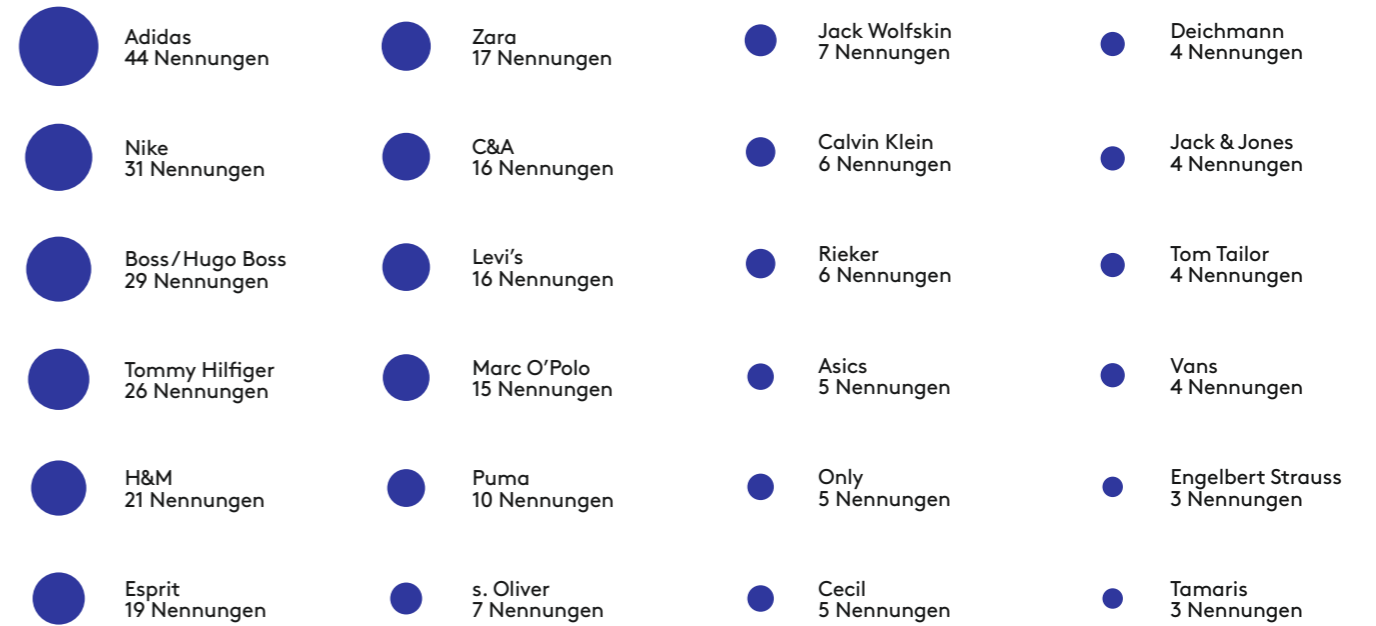 Adidas
44 Nennungen
Nike
31 Nennungen
Boss/Hugo Boss
29 Nennungen
Tommy Hilfiger
26 Nennungen
H&M
21 Nennungen
Esprit
19 Nennungen
Zara
17 Nennungen
C&A
16 Nennungen
Levi's
16 Nennungen
Marc O'Polo
15 Nennungen
Puma
10 Nennungen
s. Oliver
7 Nennungen
Jack Wolfskin
7 Nennungen
Calvin Klein
6 Nennungen
Rieker
6 Nennungen
Asics
5 Nennungen
Only
5 Nennungen
Cecil
5 Nennungen
Deichmann
4 Nennungen
Jack & Jones
4 Nennungen
Tom Tailor
4 Nennungen
Vans
4 Nennungen
Engelbert Strauss
3 Nennungen
Tamaris
3 Nennungen